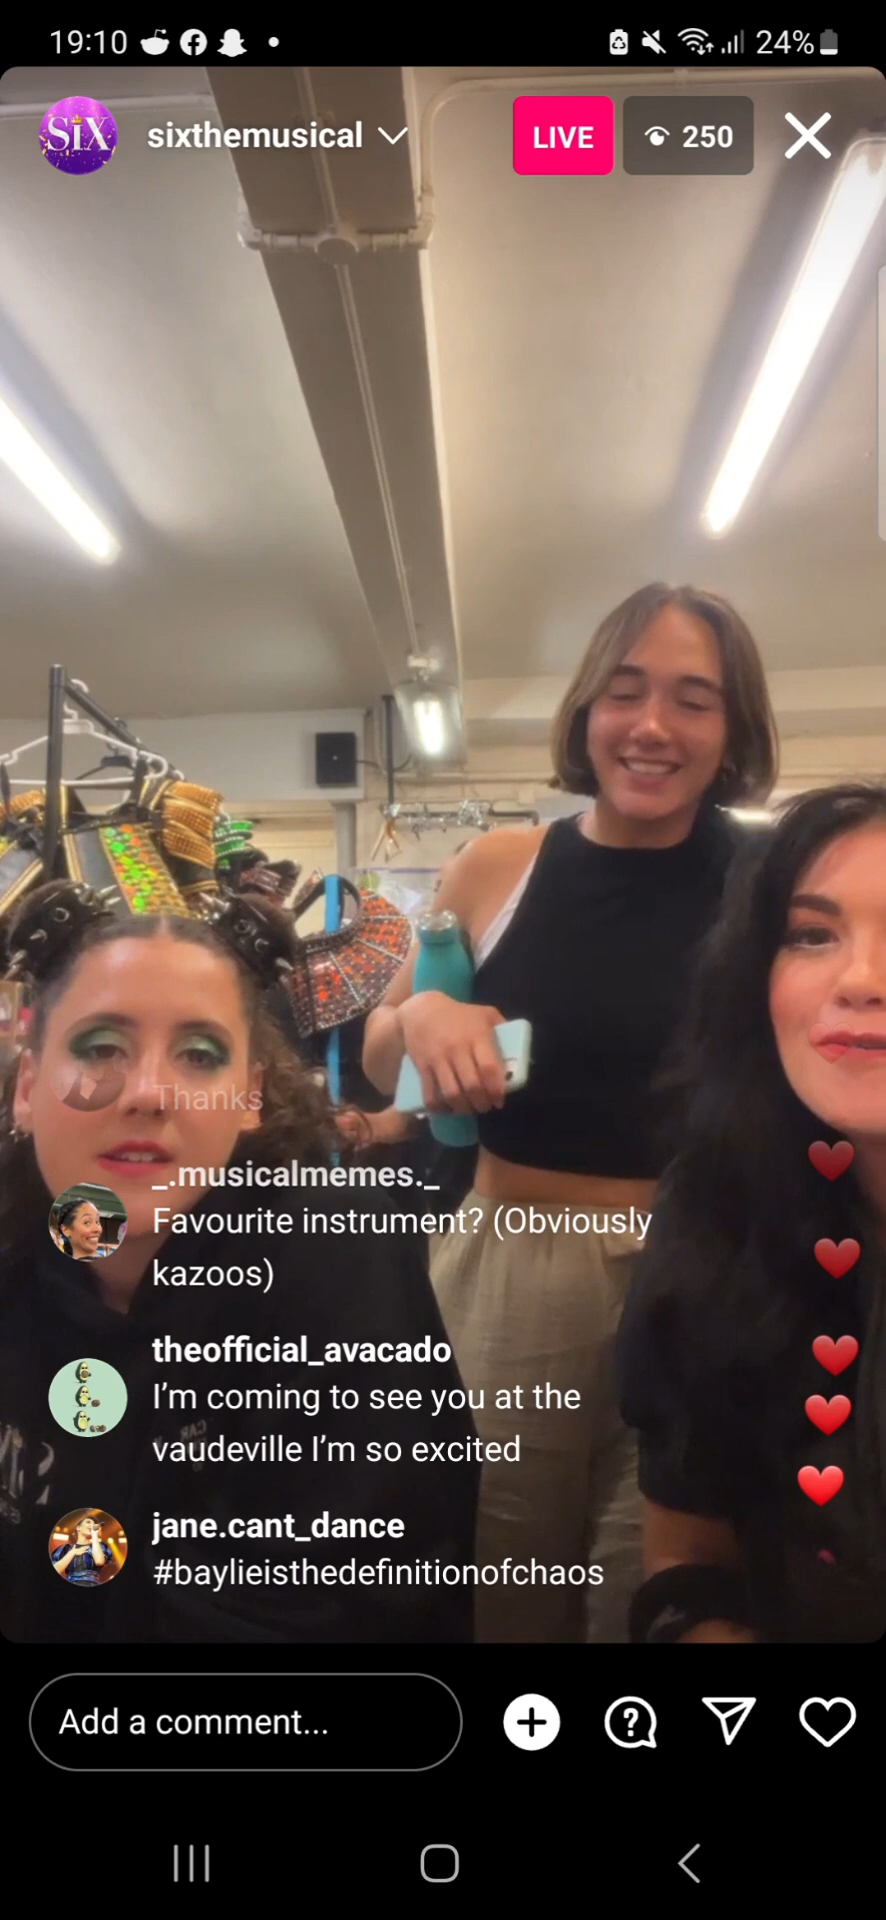 19:10
24%
SiX
sixthemusical
LIVE
250
Thanks
_.musicalmemes._
Favourite instrument? (Obviously
kazoos)
theofficial_avacado
I'm coming to see you at the
vaudeville I'm so excited
jane.cant_dance
#baylieisthedefinitionofchaos
Add a comment...